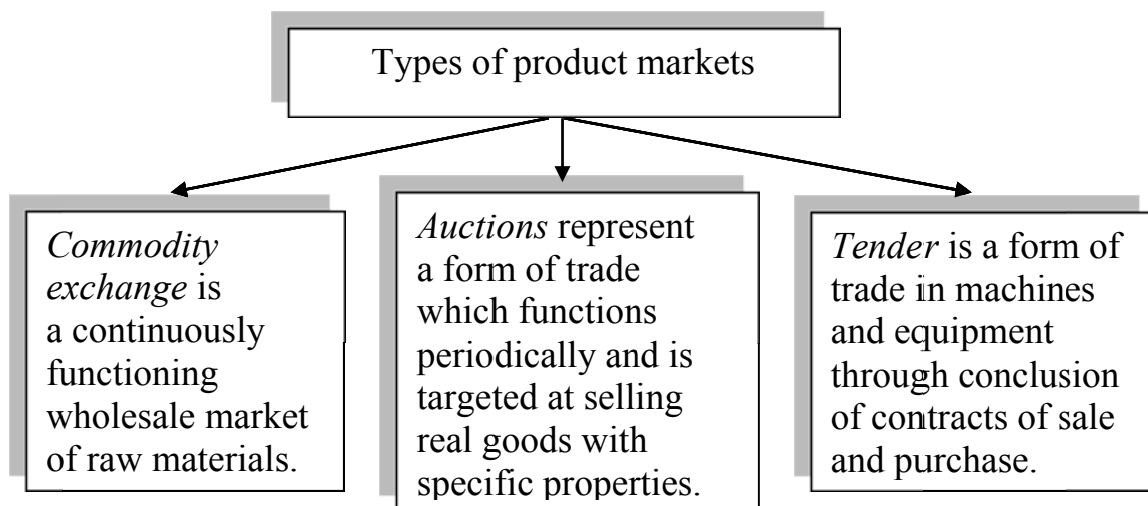 Types of product markets
Commodity
exchange is
a continuously
functioning
wholesale market
of raw materials.
Auctions represent
a form of trade
which functions
periodically and is
targeted at selling
real goods with
specific properties.
Tender is a form of
trade in machines
and equipment
through conclusion
of contracts of sale
and purchase.